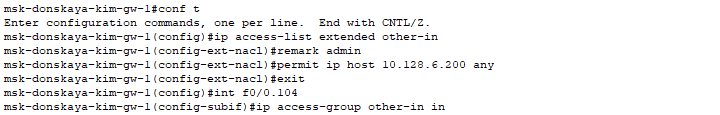 msk-donskaya-kim-gw-1#conf t
Enter configuration commands, one per line.  End with CNTL/Z.
msk-donskaya-kim-gw-1(config)#ip access-list extended other-in
msk-donskaya-kim-gw-1(config-ext-nacl)#remark admin
msk-donskaya-kim-gw-1(config-ext-nacl)#permit ip host 10.128.6.200 any
msk-donskaya-kim-gw-1(config-ext-nacl)#exit
msk-donskaya-kim-gw-1(config)#int f0/0.104
msk-donskaya-kim-gw-1(config-subif)#ip access-group other-in in